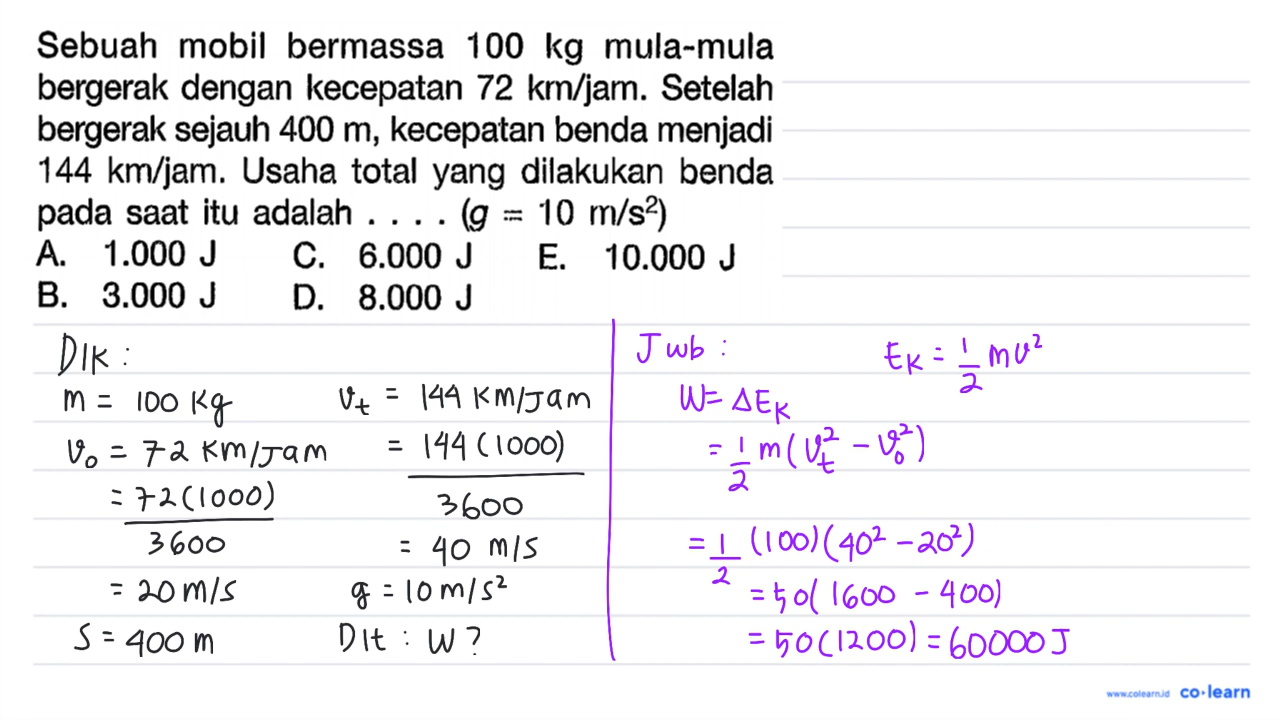 Sebuah mobil bermassa 100 kg mula-mula
bergerak dengan kecepatan 72 km/jam. Setelah
bergerak sejauh 400 m, kecepatan benda menjadi
144 km/jam. Usaha total yang dilakukan benda
pada saat itu adalah . . . . (g = 10 m/s²)
A. 1.000 J C. 6.000 J E. 10.000 J
B. 3.000 J D. 8.000 J
Dik :
m = 100 kg
v₀ = 72 km/jam
= 72(1000)
3600
= 20 m/s
S = 400 m
vₜ = 144 km/jam
= 144(1000)
3600
= 40 m/s
g = 10 m/s²
Dit : W ?
Jwb : Eₖ = 1/2 mv²
W = ΔEₖ
= 1/2 m(vₜ² − v₀²)
= 1/2 (100)(40² − 20²)
= 50(1600 − 400)
= 50(1200) = 60000 J
www.colearn.id co·learn